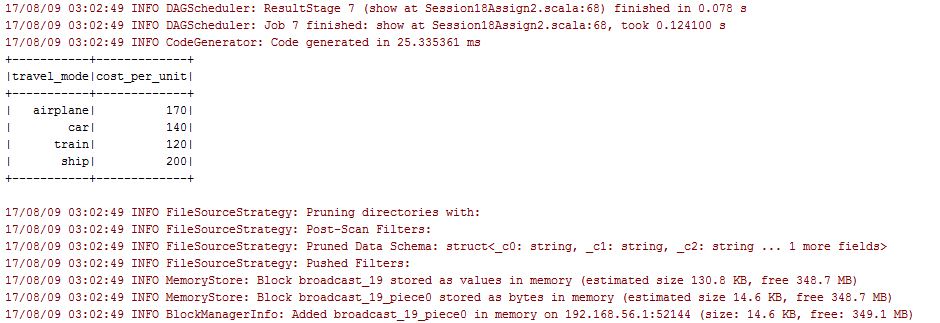 17/08/09 03:02:49 INFO DAGScheduler: ResultStage 7 (show at Session18Assign2.scala:68) finished in 0.078 s
17/08/09 03:02:49 INFO DAGScheduler: Job 7 finished: show at Session18Assign2.scala:68, took 0.124100 s
17/08/09 03:02:49 INFO CodeGenerator: Code generated in 25.335361 ms
+-----------+-------------+
|travel_mode|cost_per_unit|
+-----------+-------------+
|   airplane|          170|
|        car|          140|
|      train|          120|
|       ship|          200|
+-----------+-------------+
17/08/09 03:02:49 INFO FileSourceStrategy: Pruning directories with:
17/08/09 03:02:49 INFO FileSourceStrategy: Post-Scan Filters:
17/08/09 03:02:49 INFO FileSourceStrategy: Pruned Data Schema: struct<_c0: string, _c1: string, _c2: string ... 1 more fields>
17/08/09 03:02:49 INFO FileSourceStrategy: Pushed Filters:
17/08/09 03:02:49 INFO MemoryStore: Block broadcast_19 stored as values in memory (estimated size 130.8 KB, free 348.7 MB)
17/08/09 03:02:49 INFO MemoryStore: Block broadcast_19_piece0 stored as bytes in memory (estimated size 14.6 KB, free 348.7 MB)
17/08/09 03:02:49 INFO BlockManagerInfo: Added broadcast_19_piece0 in memory on 192.168.56.1:52144 (size: 14.6 KB, free: 349.1 MB)